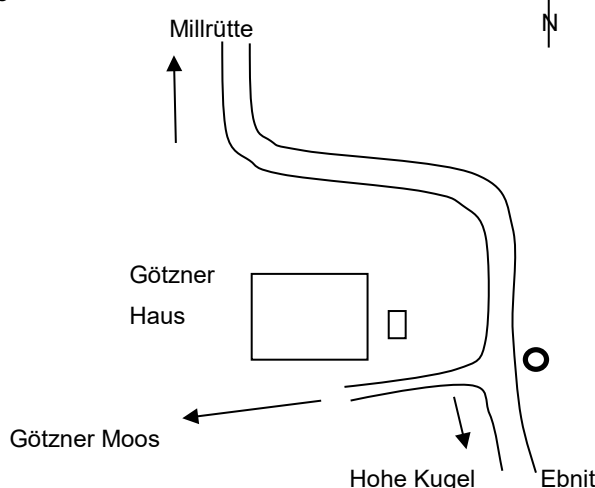 Millrütte
N
Götzner
Haus
Götzner Moos
Hohe Kugel
Ebnit